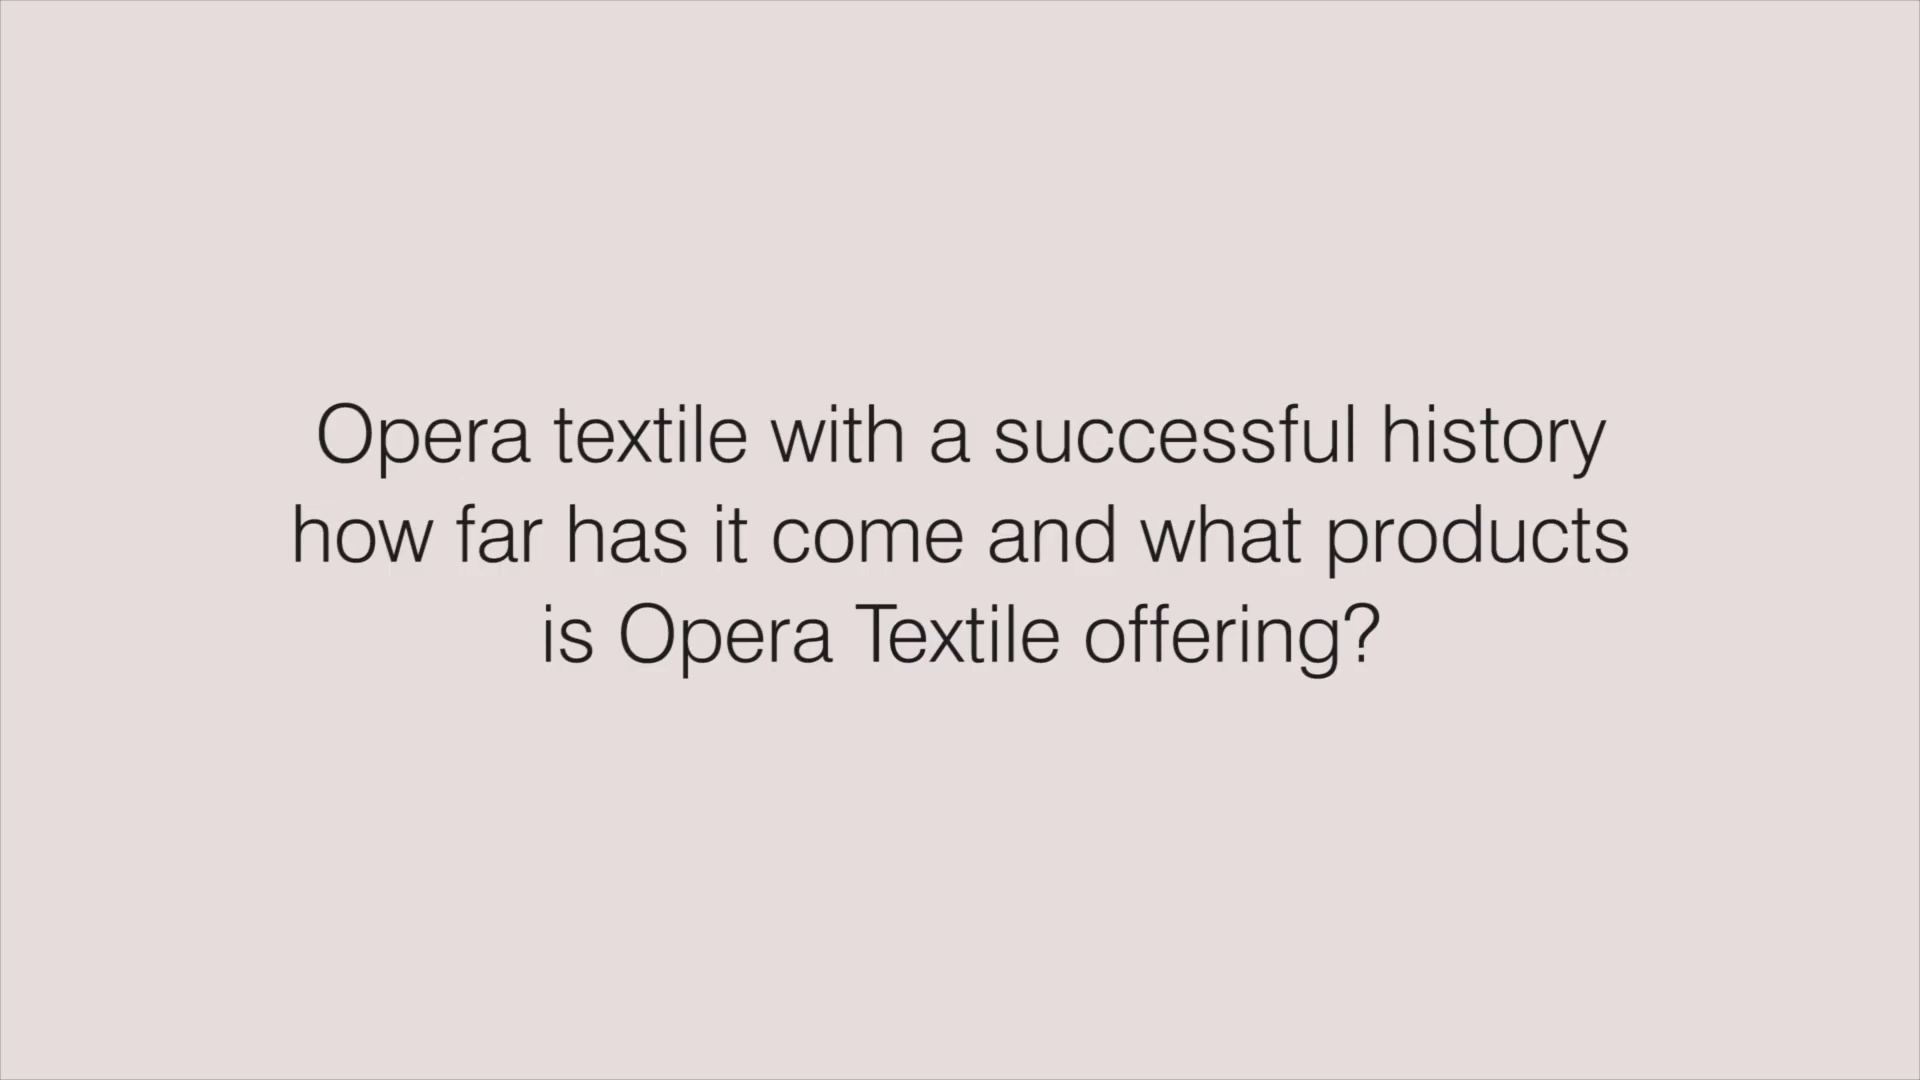 Opera textile with a successful history
how far has it come and what products
is Opera Textile offering?